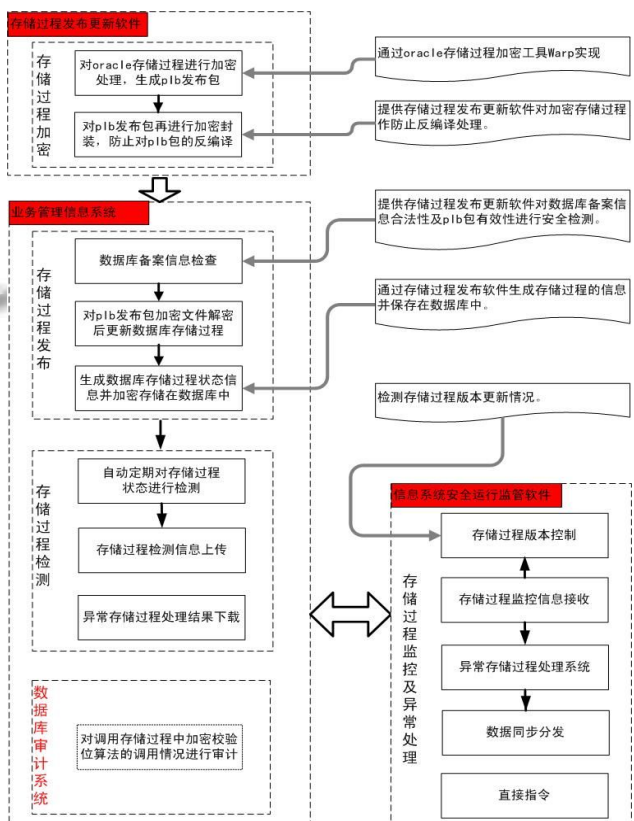 存储过程发布更新软件
存储过程加密
对oracle存储过程进行加密
处理，生成plb发布包
对plb发布包再进行加密封
装，防止对plb包的反编译
通过oracle存储过程加密工具Warp实现
提供存储过程发布更新软件对加密存储过程
作防止反编译处理。
业务管理信息系统
存储过程发布
数据库备案信息检查
对plb发布包加密文件解密
后更新数据库存储过程
生成数据库存储过程状态信
息并加密存储在数据库中
提供存储过程发布更新软件对数据库备案信
息合法性及plb包有效性进行安全检测。
通过存储过程发布软件生成存储过程的信息
并保存在数据库中。
检测存储过程版本更新情况。
存储过程检测
自动定期对存储过程
状态进行检测
存储过程检测信息上传
异常存储过程处理结果下载
数据库审计系统
对调用存储过程中加密校验
位算法的调用情况进行审计
信息系统安全运行监管软件
存储过程监控及异常处理
存储过程版本控制
存储过程监控信息接收
异常存储过程处理系统
数据同步分发
直接指令